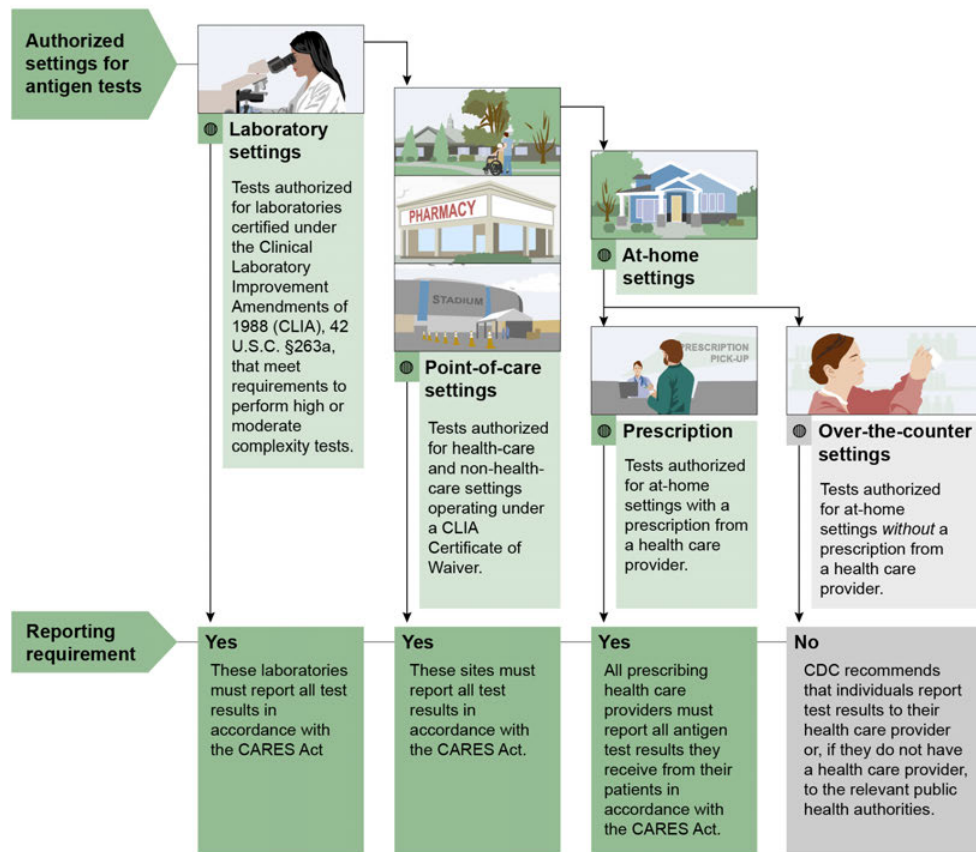 Authorized
settings for
antigen tests
Laboratory
settings
Tests authorized
for laboratories
certified under
the Clinical
Laboratory
Improvement
Amendments of
1988 (CLIA), 42
U.S.C. §263a,
that meet
requirements to
perform high or
moderate
complexity tests.
PHARMACY
STADIUM
Point-of-care
settings
Tests authorized
for health-care
and non-health-
care settings
operating under
a CLIA
Certificate of
Waiver.
At-home
settings
PRESCRIPTION
PICK-UP
Prescription
Tests authorized
for at-home
settings with a
prescription from
a health care
provider.
Over-the-counter
settings
Tests authorized
for at-home
settings without a
prescription from
a health care
provider.
Reporting
requirement
Yes
These laboratories
must report all test
results in
accordance with
the CARES Act
Yes
These sites must
report all test
results in
accordance with
the CARES Act.
Yes
All prescribing
health care
providers must
report all antigen
test results they
receive from their
patients in
accordance with
the CARES Act.
No
CDC recommends
that individuals report
test results to their
health care provider
or, if they do not have
a health care provider,
to the relevant public
health authorities.